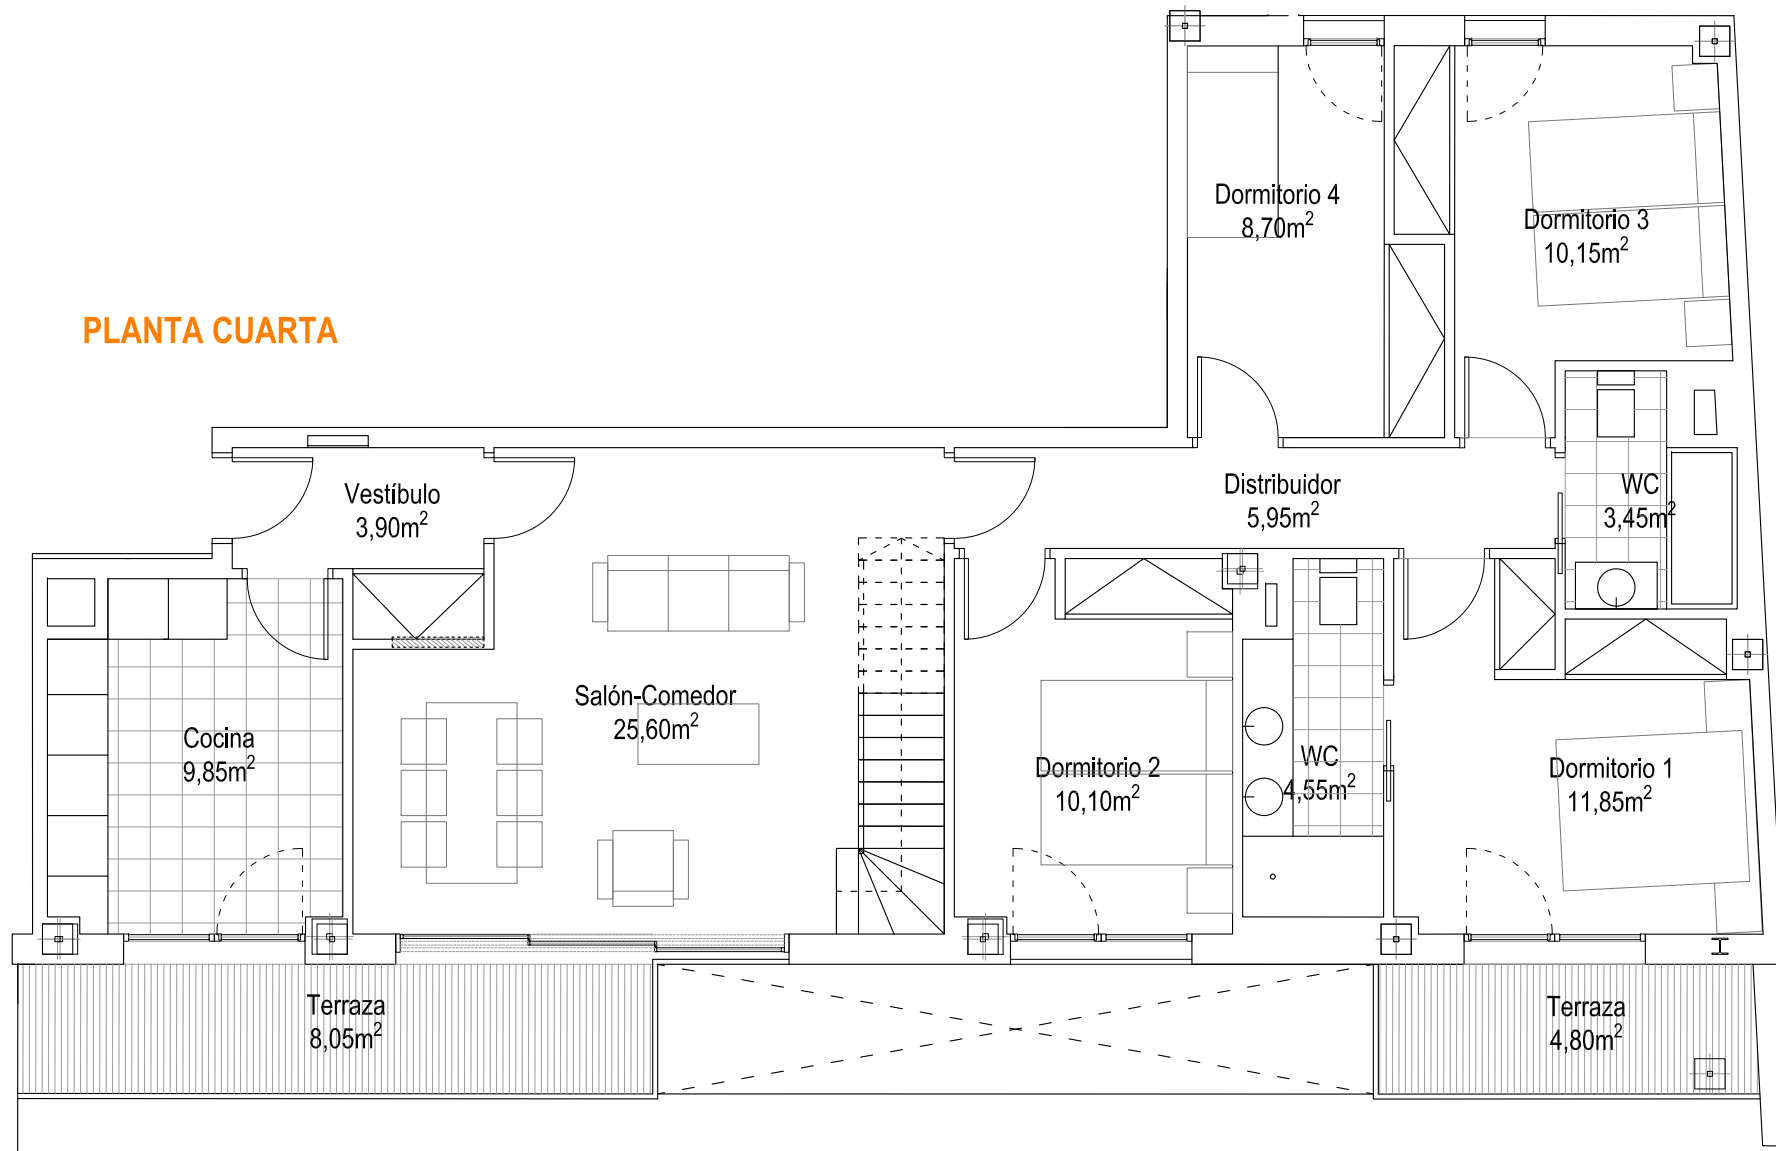 Dormitorio 4
8,70m²
Dormitorio 3
10,15m²
PLANTA CUARTA
Vestíbulo
3,90m²
Distribuidor
5,95m²
WC
3,45m²
Salón-Comedor
25,60m²
Cocina
9,85m²
Dormitorio 2
10,10m²
WC
4,55m²
Dormitorio 1
11,85m²
Terraza
8,05m²
Terraza
4,80m²